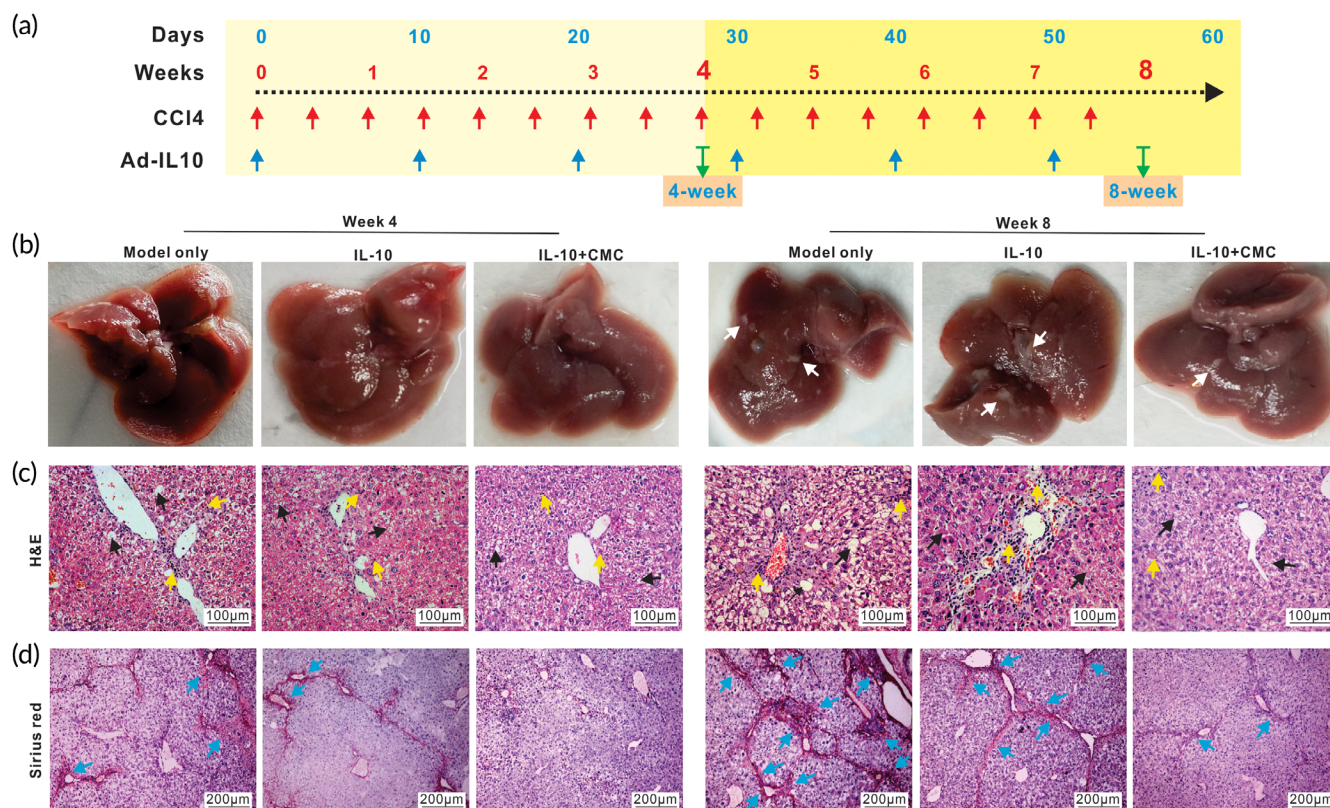 (a)
Days 0 10 20 30 40 50 60
Weeks 0 1 2 3 4 5 6 7 8
CCl4
Ad-IL10
4-week 8-week
Week 4 Week 8
(b)
Model only IL-10 IL-10+CMC Model only IL-10 IL-10+CMC
(c)
H&E
100μm 100μm 100μm 100μm 100μm 100μm
(d)
Sirius red
200μm 200μm 200μm 200μm 200μm 200μm